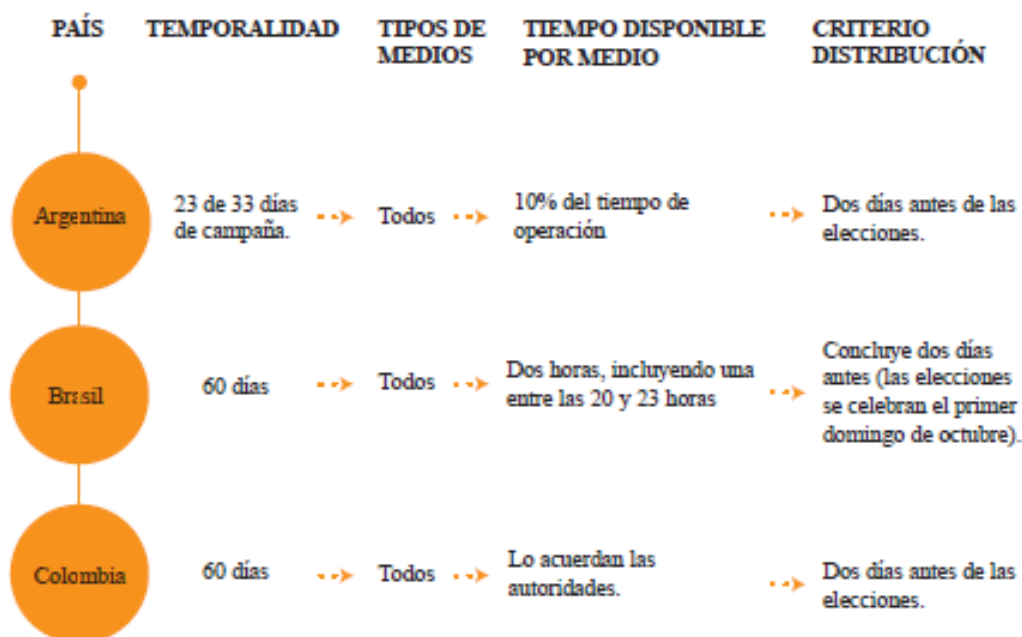 PAÍS
TEMPORALIDAD
TIPOS DE
MEDIOS
TIEMPO DISPONIBLE
POR MEDIO
CRITERIO
DISTRIBUCIÓN
Argentina
23 de 33 días
de campaña.
Todos
10% del tiempo de
operación
Dos días antes de las
elecciones.
Brasil
60 días
Todos
Dos horas, incluyendo una
entre las 20 y 23 horas
Concluye dos días
antes (las elecciones
se celebran el primer
domingo de octubre).
Colombia
60 días
Todos
Lo acuerdan las
autoridades.
Dos días antes de las
elecciones.